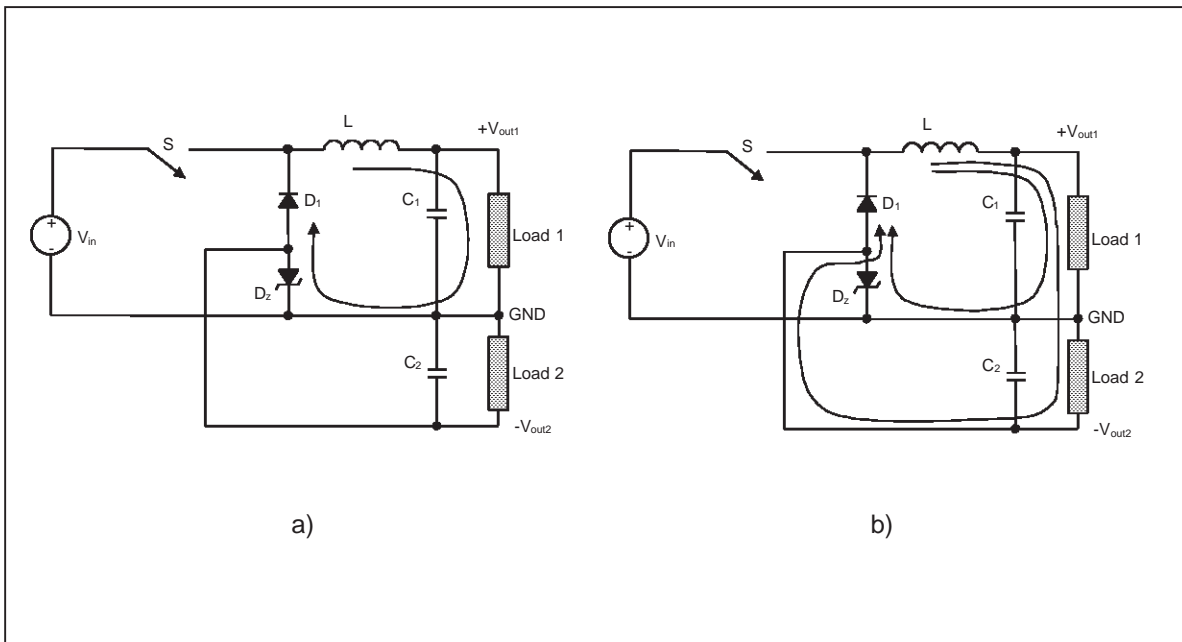 S
L
+Vout1
D1
C1
+
-
Vin
Load 1
Dz
GND
C2
Load 2
-Vout2
a)
S
L
+Vout1
D1
C1
+
-
Vin
Load 1
Dz
GND
C2
Load 2
-Vout2
b)